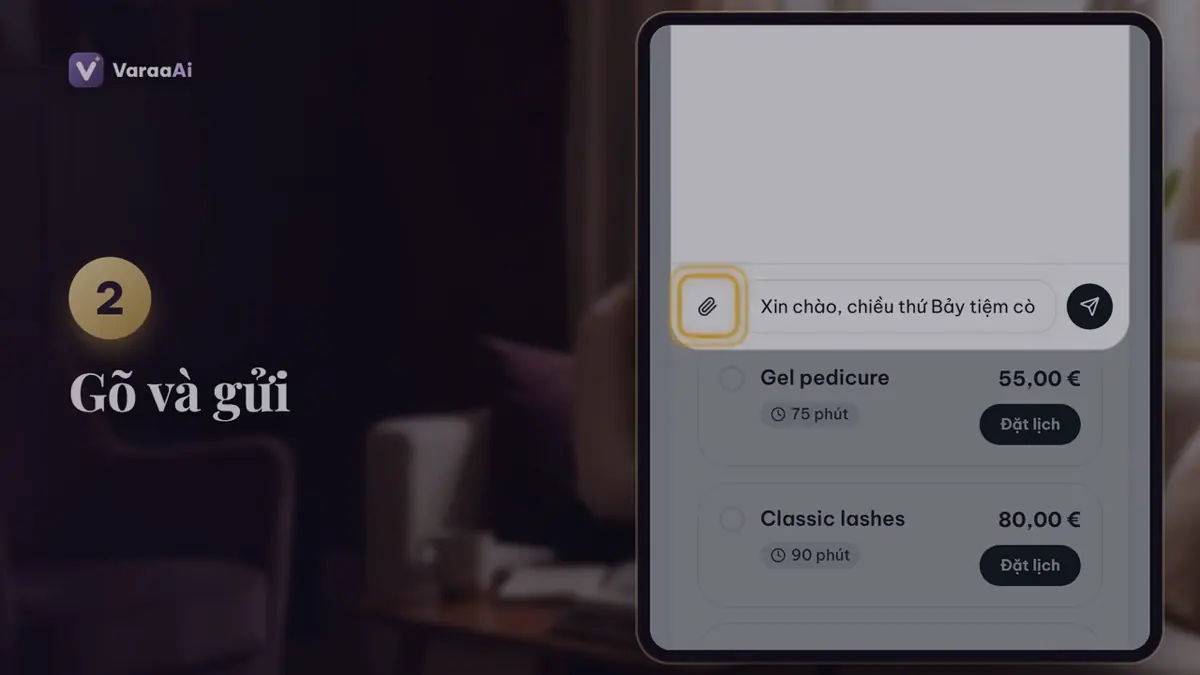 VaraaAi
2
Gõ và gửi
Xin chào, chiều thứ Bảy tiệm cò
Gel pedicure
55,00 €
75 phút
Đặt lịch
Classic lashes
80,00 €
90 phút
Đặt lịch